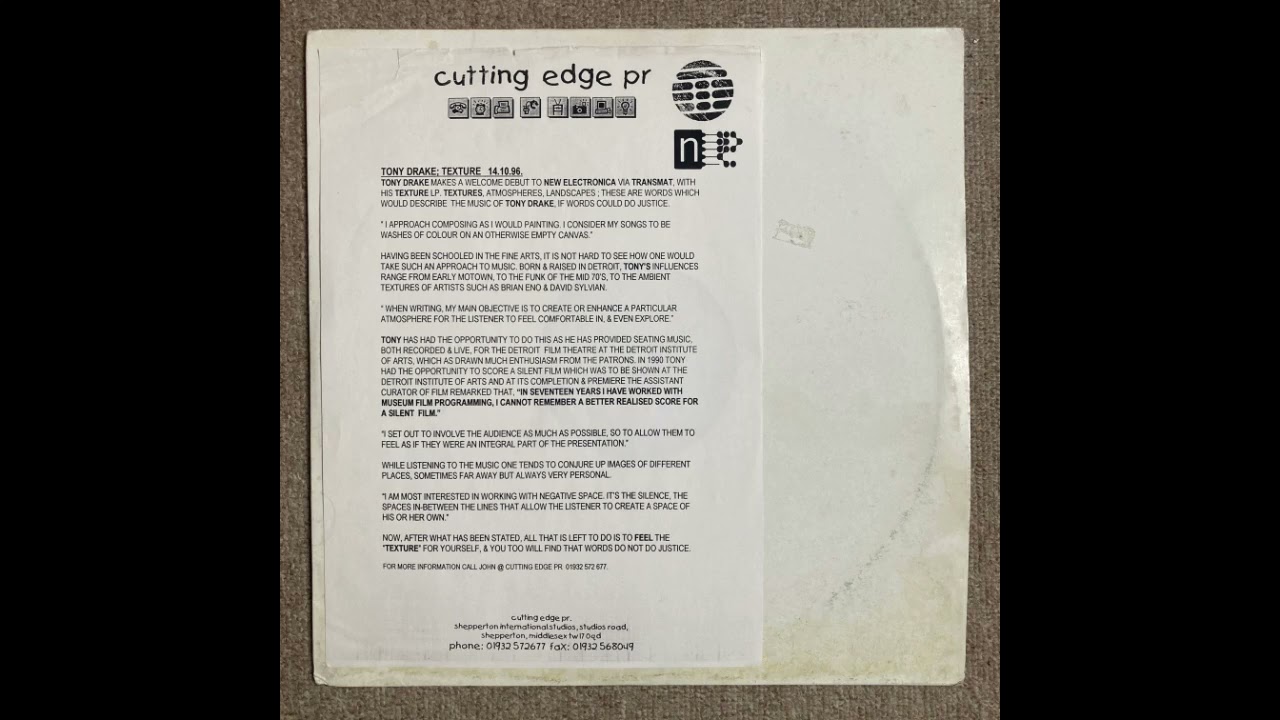 cutting edge pr
n
TONY DRAKE; TEXTURE 14.10.96.
TONY DRAKE MAKES A WELCOME DEBUT TO NEW ELECTRONICA VIA TRANSMAT, WITH
HIS TEXTURE LP. TEXTURES, ATMOSPHERES, LANDSCAPES ; THESE ARE WORDS WHICH
WOULD DESCRIBE THE MUSIC OF TONY DRAKE, IF WORDS COULD DO JUSTICE.
" I APPROACH COMPOSING AS I WOULD PAINTING. I CONSIDER MY SONGS TO BE
WASHES OF COLOUR ON AN OTHERWISE EMPTY CANVAS."
HAVING BEEN SCHOOLED IN THE FINE ARTS, IT IS NOT HARD TO SEE HOW ONE WOULD
TAKE SUCH AN APPROACH TO MUSIC. BORN & RAISED IN DETROIT, TONY'S INFLUENCES
RANGE FROM EARLY MOTOWN, TO THE FUNK OF THE MID 70'S, TO THE AMBIENT
TEXTURES OF ARTISTS SUCH AS BRIAN ENO & DAVID SYLVIAN.
" WHEN WRITING, MY MAIN OBJECTIVE IS TO CREATE OR ENHANCE A PARTICULAR
ATMOSPHERE FOR THE LISTENER TO FEEL COMFORTABLE IN, & EVEN EXPLORE."
TONY HAS HAD THE OPPORTUNITY TO DO THIS AS HE HAS PROVIDED SEATING MUSIC,
BOTH RECORDED & LIVE, FOR THE DETROIT FILM THEATRE AT THE DETROIT INSTITUTE
OF ARTS, WHICH AS DRAWN MUCH ENTHUSIASM FROM THE PATRONS. IN 1990 TONY
HAD THE OPPORTUNITY TO SCORE A SILENT FILM WHICH WAS TO BE SHOWN AT THE
DETROIT INSTITUTE OF ARTS AND AT ITS COMPLETION & PREMIERE THE ASSISTANT
CURATOR OF FILM REMARKED THAT, "IN SEVENTEEN YEARS I HAVE WORKED WITH
MUSEUM FILM PROGRAMMING, I CANNOT REMEMBER A BETTER REALISED SCORE FOR
A SILENT FILM."
"I SET OUT TO INVOLVE THE AUDIENCE AS MUCH AS POSSIBLE, SO TO ALLOW THEM TO
FEEL AS IF THEY WERE AN INTEGRAL PART OF THE PRESENTATION."
WHILE LISTENING TO THE MUSIC ONE TENDS TO CONJURE UP IMAGES OF DIFFERENT
PLACES, SOMETIMES FAR AWAY BUT ALWAYS VERY PERSONAL.
"I AM MOST INTERESTED IN WORKING WITH NEGATIVE SPACE. IT'S THE SILENCE, THE
SPACES IN-BETWEEN THE LINES THAT ALLOW THE LISTENER TO CREATE A SPACE OF
HIS OR HER OWN."
NOW, AFTER WHAT HAS BEEN STATED, ALL THAT IS LEFT TO DO IS TO FEEL THE
"TEXTURE" FOR YOURSELF, & YOU TOO WILL FIND THAT WORDS DO NOT DO JUSTICE.
FOR MORE INFORMATION CALL JOHN @ CUTTING EDGE PR 01932 572 677.
cutting edge pr.
shepperton international studios, studios road,
shepperton, middlesex tw17 0qd
phone: 01932 572677 fax: 01932 568049